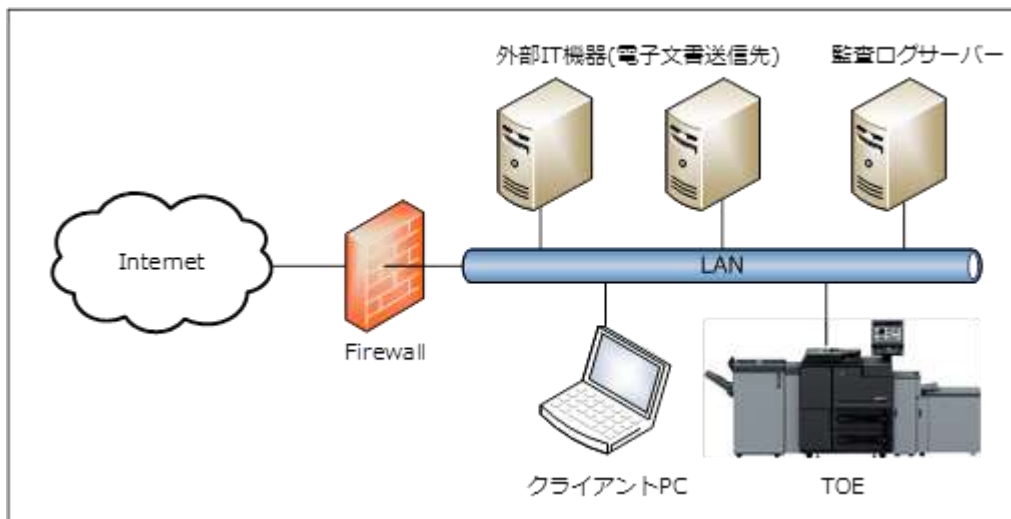 外部IT機器(電子文書送信先)
監査ログサーバー
Internet
LAN
Firewall
クライアントPC
TOE